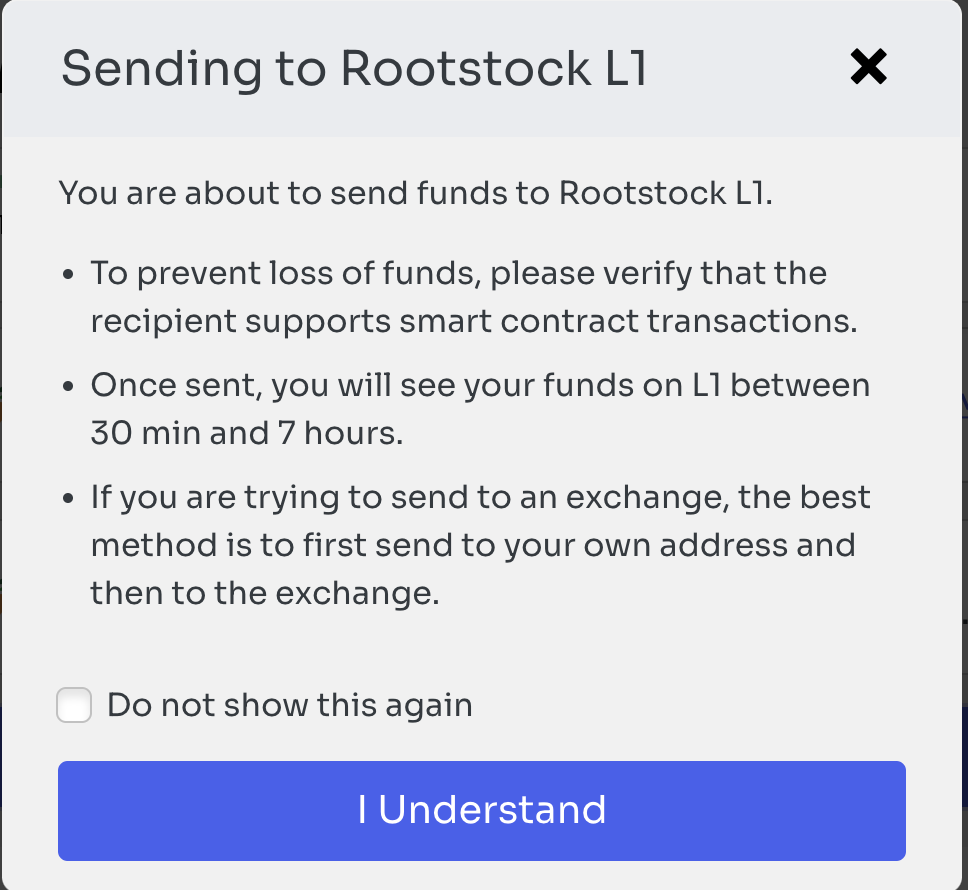 Sending to Rootstock L1
You are about to send funds to Rootstock L1.
• To prevent loss of funds, please verify that the
recipient supports smart contract transactions.
• Once sent, you will see your funds on L1 between
30 min and 7 hours.
• If you are trying to send to an exchange, the best
method is to first send to your own address and
then to the exchange.
Do not show this again
I Understand